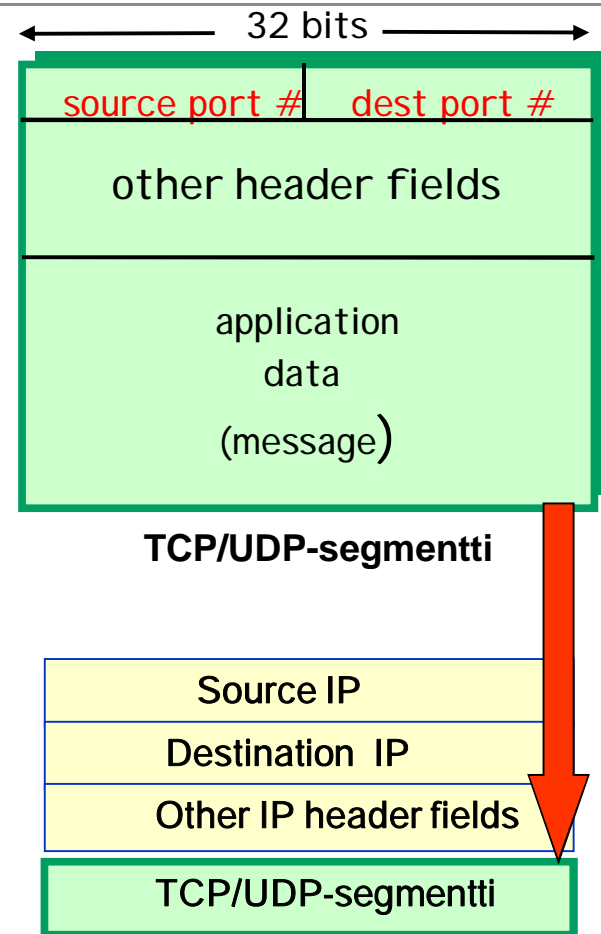 32 bits
source port # dest port #
other header fields
application
data
(message)
TCP/UDP-segmentti
Source IP
Destination IP
Other IP header fields
TCP/UDP-segmentti